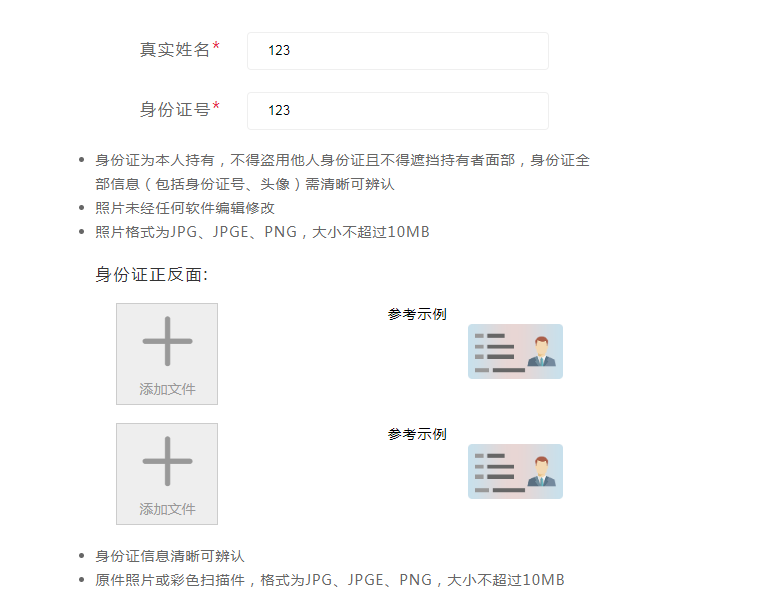 真实姓名*
123
身份证号*
123
身份证为本人持有，不得盗用他人身份证且不得遮挡持有者面部，身份证全
部信息（包括身份证号、头像）需清晰可辨认
照片未经任何软件编辑修改
照片格式为JPG、JPGE、PNG，大小不超过10MB
身份证正反面:
添加文件
参考示例
添加文件
参考示例
身份证信息清晰可辨认
原件照片或彩色扫描件，格式为JPG、JPGE、PNG，大小不超过10MB